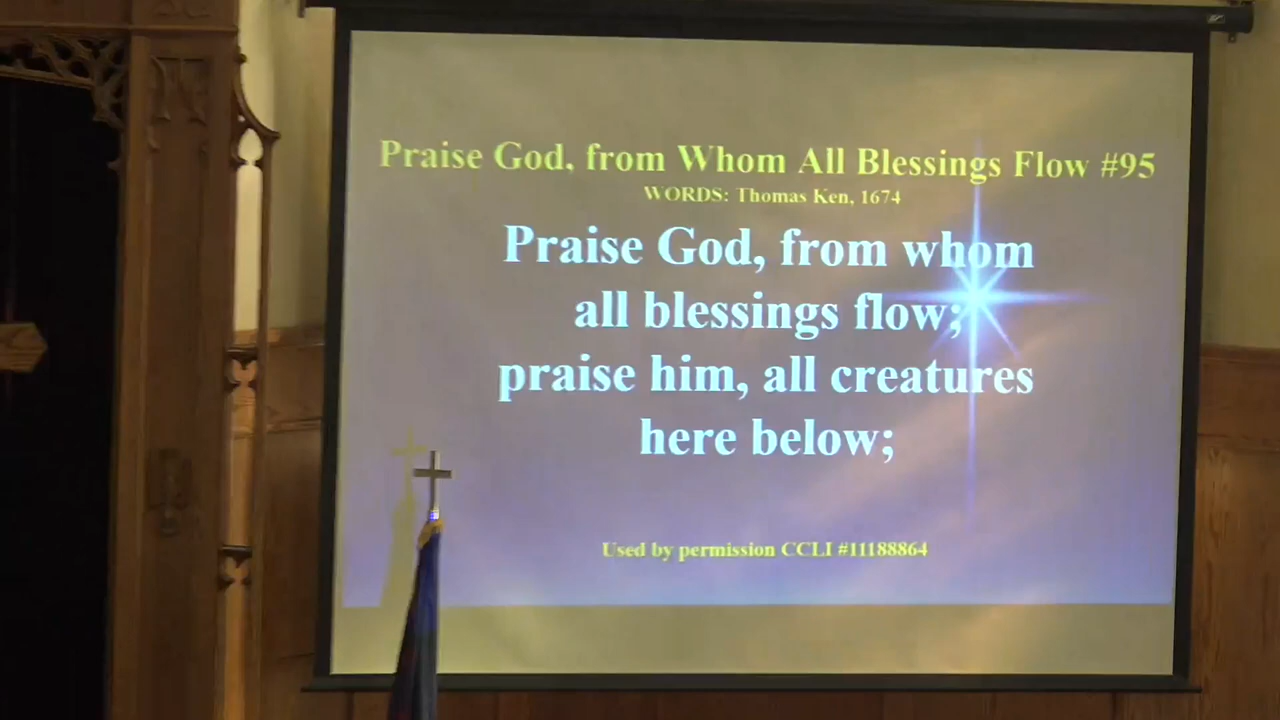 Praise God, from Whom All Blessings Flow #95
WORDS: Thomas Ken, 1674
Praise God, from whom
all blessings flow;
praise him, all creatures
here below;
Used by permission CCLI #11188864